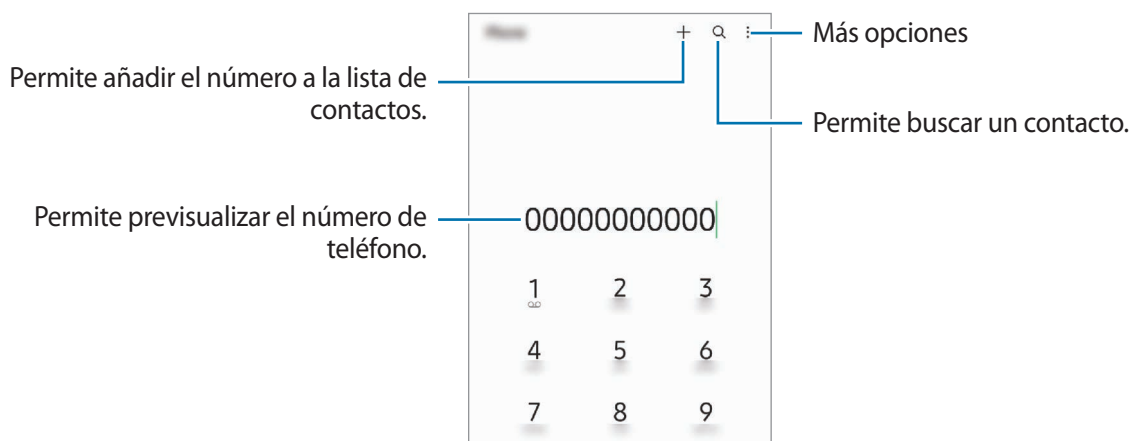 Más opciones
Permite añadir el número a la lista de
contactos.
Permite buscar un contacto.
Permite previsualizar el número de
teléfono.
00000000000
1 2 3
4 5 6
7 8 9